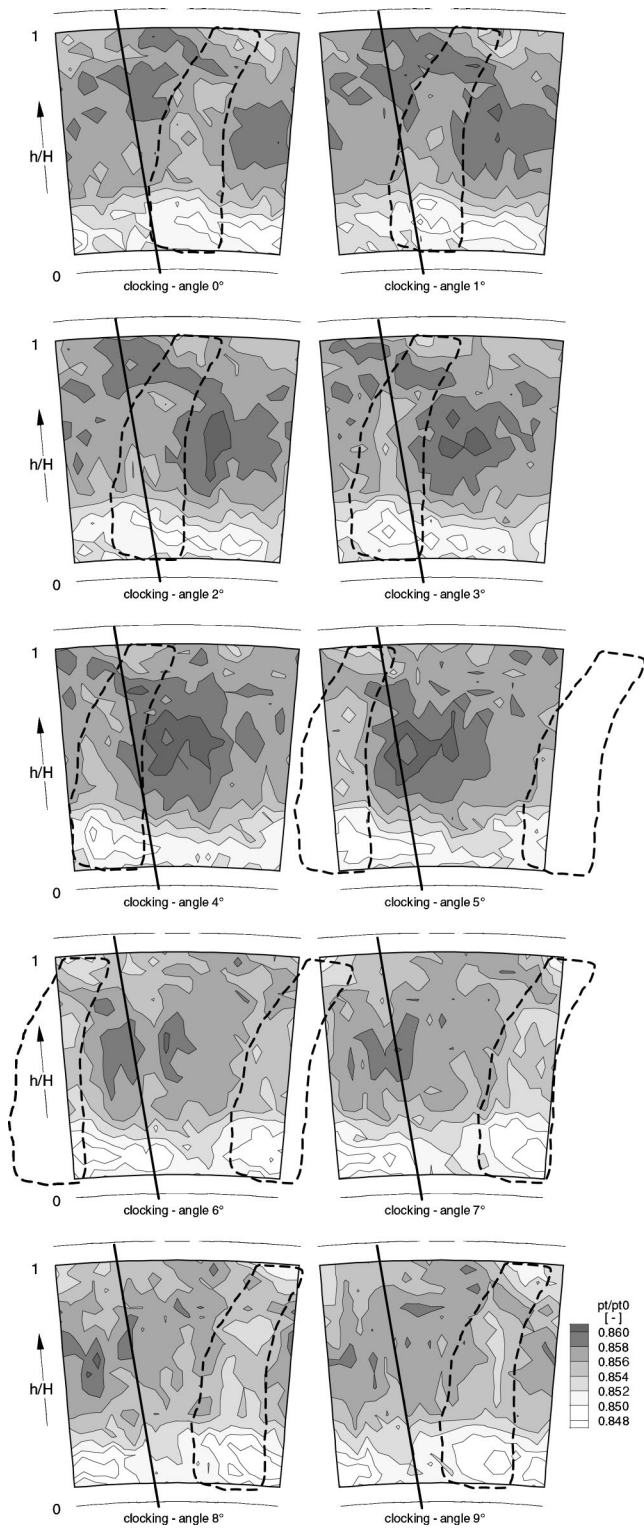 1
h/H
0
clocking - angle 0°
clocking - angle 1°
1
h/H
0
clocking - angle 2°
clocking - angle 3°
1
h/H
0
clocking - angle 4°
clocking - angle 5°
1
h/H
0
clocking - angle 6°
clocking - angle 7°
1
h/H
0
clocking - angle 8°
clocking - angle 9°
pt/pt0
[ - ]
0.860
0.858
0.856
0.854
0.852
0.850
0.848